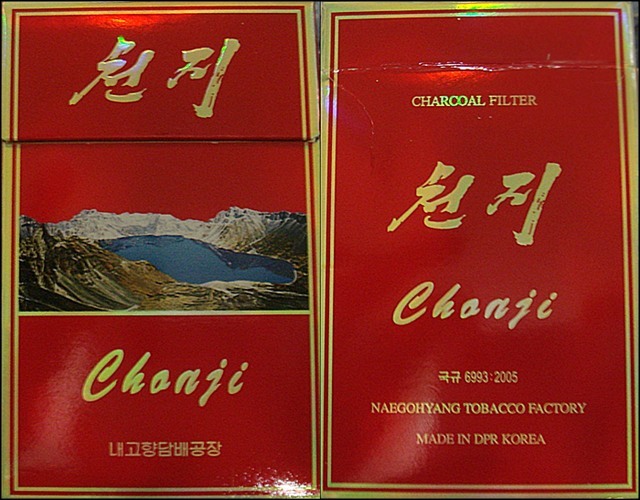 천지
Chonji
내고향담배공장
CHARCOAL FILTER
천지
Chonji
국규 6993:2005
NAEGOHYANG TOBACCO FACTORY
MADE IN DPR KOREA